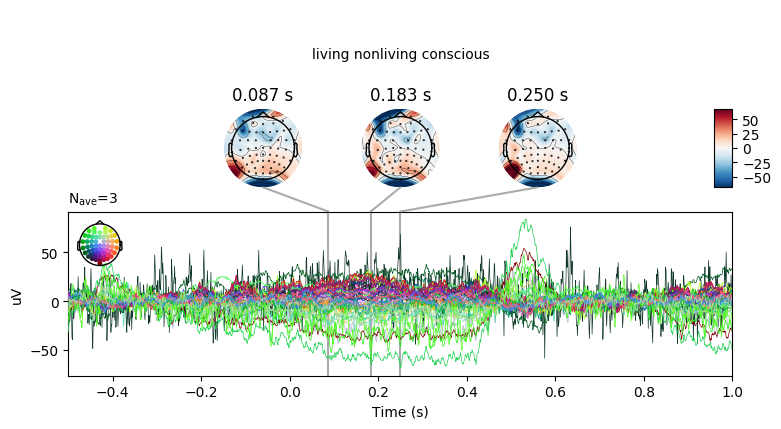 living nonliving conscious
0.087 s 0.183 s 0.250 s
50
25
0
−25
−50
Nave=3
50
0
−50
uV
−0.4 −0.2 0.0 0.2 0.4 0.6 0.8 1.0
Time (s)